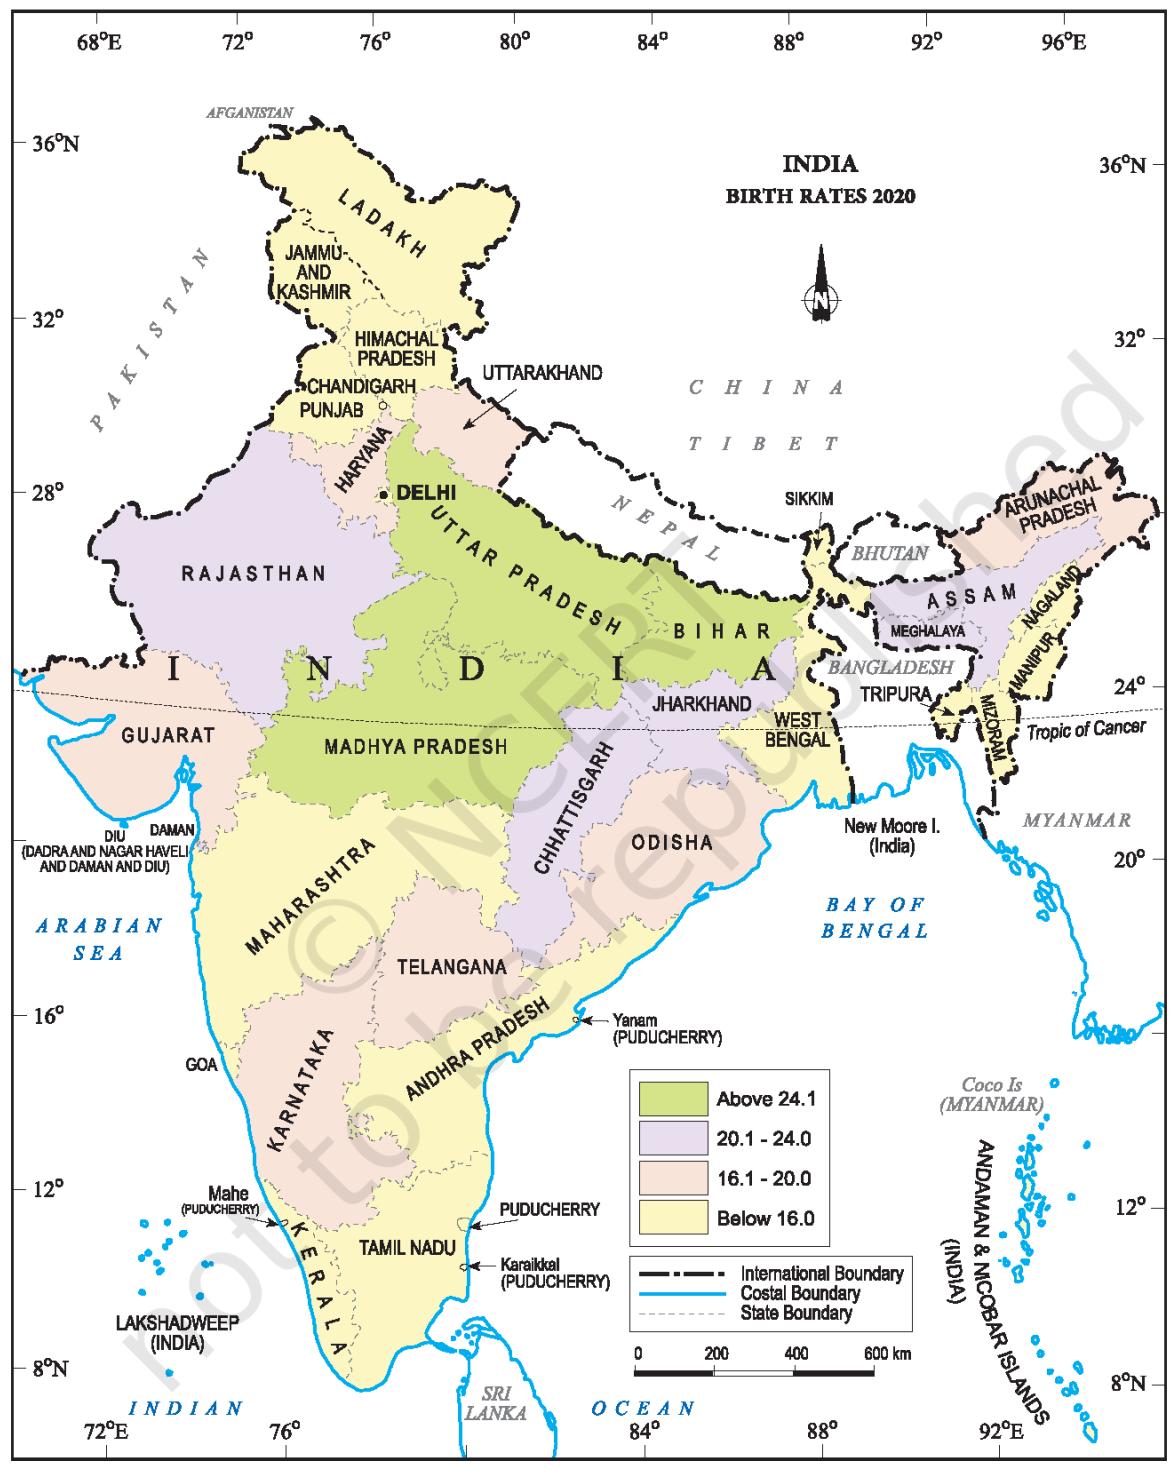 68°E 72° 76° 80° 84° 88° 92° 96°E
AFGANISTAN
36°N
36°N
INDIA
BIRTH RATES 2020
LADAKH
PAKISTAN
JAMMU
AND
KASHMIR
N
32°
32°
HIMACHAL
PRADESH
CHANDIGARH
PUNJAB
UTTARAKHAND
CHINA
TIBET
HARYANA
28°
DELHI
NEPAL
SIKKIM
ARUNACHAL
PRADESH
UTTAR PRADESH
BHUTAN
RAJASTHAN
ASSAM
NAGALAND
BIHAR
MEGHALAYA
MANIPUR
I N D I A
BANGLADESH
TRIPURA
24°
JHARKHAND
MIZORAM
GUJARAT
MADHYA PRADESH
WEST
BENGAL
Tropic of Cancer
CHHATTISGARH
DIU
DAMAN
(DADRA AND NAGAR HAVELI
AND DAMAN AND DIU)
ODISHA
New Moore I.
(India)
MYANMAR
20°
MAHARASHTRA
ARABIAN
SEA
BAY OF
BENGAL
TELANGANA
16°
Yanam
(PUDUCHERRY)
ANDHRA PRADESH
GOA
KARNATAKA
Coco Is
(MYANMAR)
Above 24.1
20.1 - 24.0
16.1 - 20.0
Below 16.0
12°
12°
Mahe
(PUDUCHERRY)
PUDUCHERRY
KERALA
TAMIL NADU
Karaikkal
(PUDUCHERRY)
ANDAMAN & NICOBAR ISLANDS
(INDIA)
International Boundary
Costal Boundary
State Boundary
LAKSHADWEEP
(INDIA)
0 200 400 600 km
8°N
8°N
SRI
LANKA
INDIAN OCEAN
72°E 76° 84° 88° 92°E
© NCERT
not to be republished